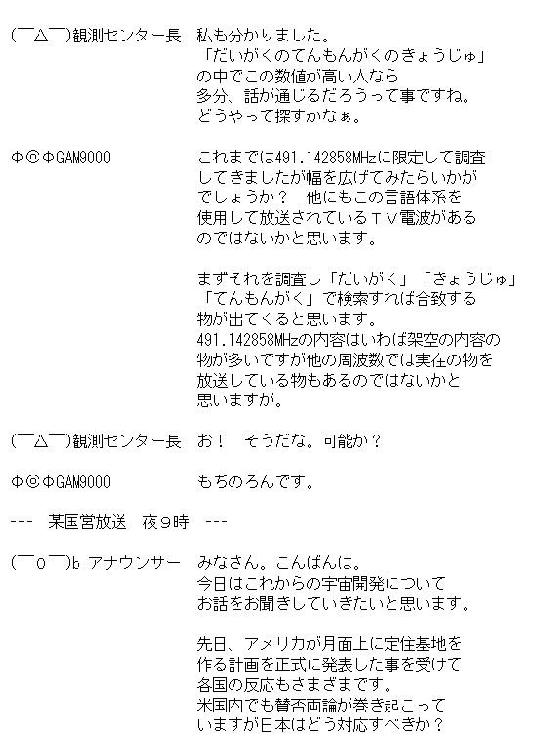 (￣△￣)観測センター長　私も分かりました。
「だいがくのてんもんがくのきょうじゅ」
の中でこの数値が高い人なら
多分、話が通じるだろうって事ですね。
どうやって探すかなぁ。
Φ@ΦGAM9000　これまでは491.142858MHzに限定して調査
してきましたが幅を広げてみたらいかが
でしょうか？　他にもこの言語体系を
使用して放送されているＴＶ電波がある
のではないかと思います。
まずそれを調査し「だいがく」「きょうじゅ」
「てんもんがく」で検索すれば合致する
物が出てくると思います。
491.142858MHzの内容はいわば架空の内容の
物が多いですが他の周波数では実在の物を
放送している物もあるのではないかと
思いますが。
(￣△￣)観測センター長　お！　そうだな。可能か？
Φ@ΦGAM9000　もぢのろんです。
---　某国営放送　夜９時　---
(￣０￣)b アナウンサー　みなさん。こんばんは。
今日はこれからの宇宙開発について
お話をお聞きしていきたいと思います。
先日、アメリカが月面上に定住基地を
作る計画を正式に発表した事を受けて
各国の反応もさまざまです。
米国内でも賛否両論が巻き起こって
いますが日本はどう対応すべきか？